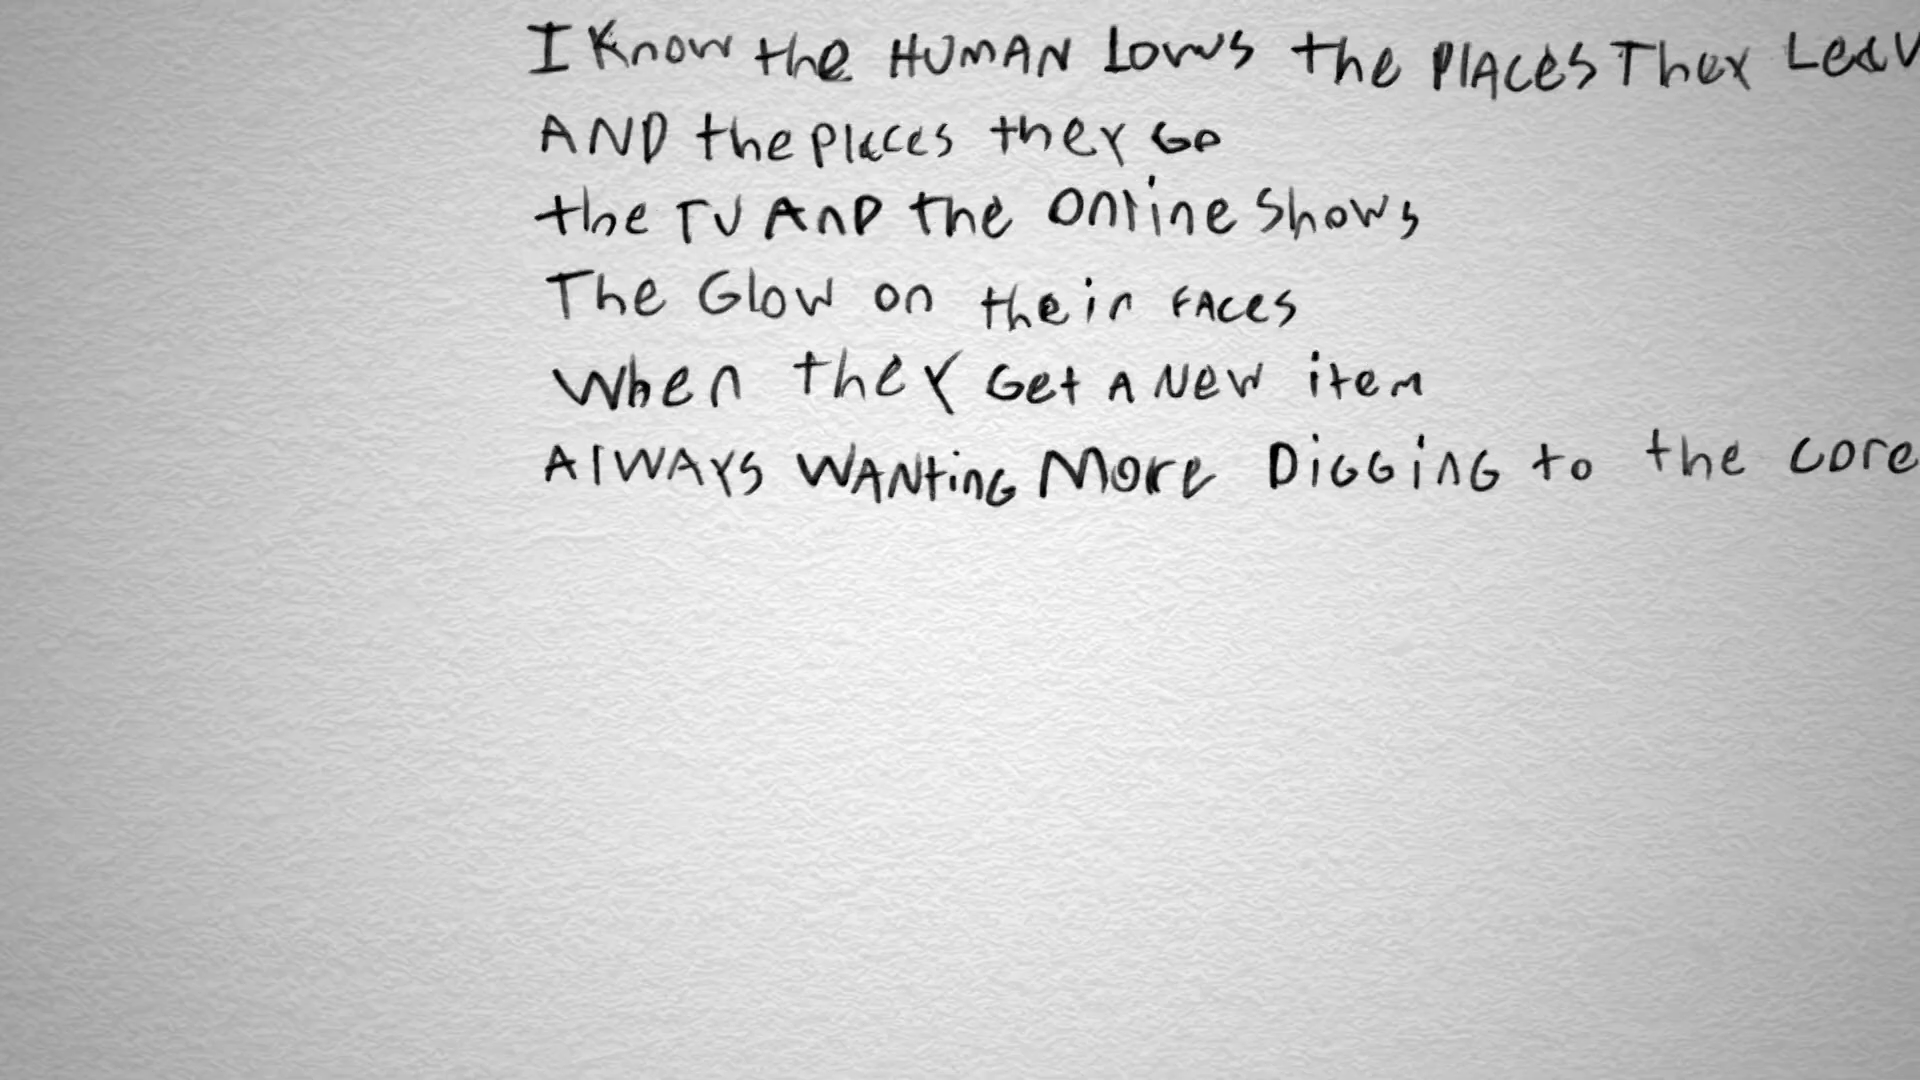 I Know the HUMAN Lows the PLACES They Leav
AND the places they Go
the TV AnD the Online Shows
The Glow on their FACes
When they Get A New item
AlWAYS WANtinG More DiGGinG to the core